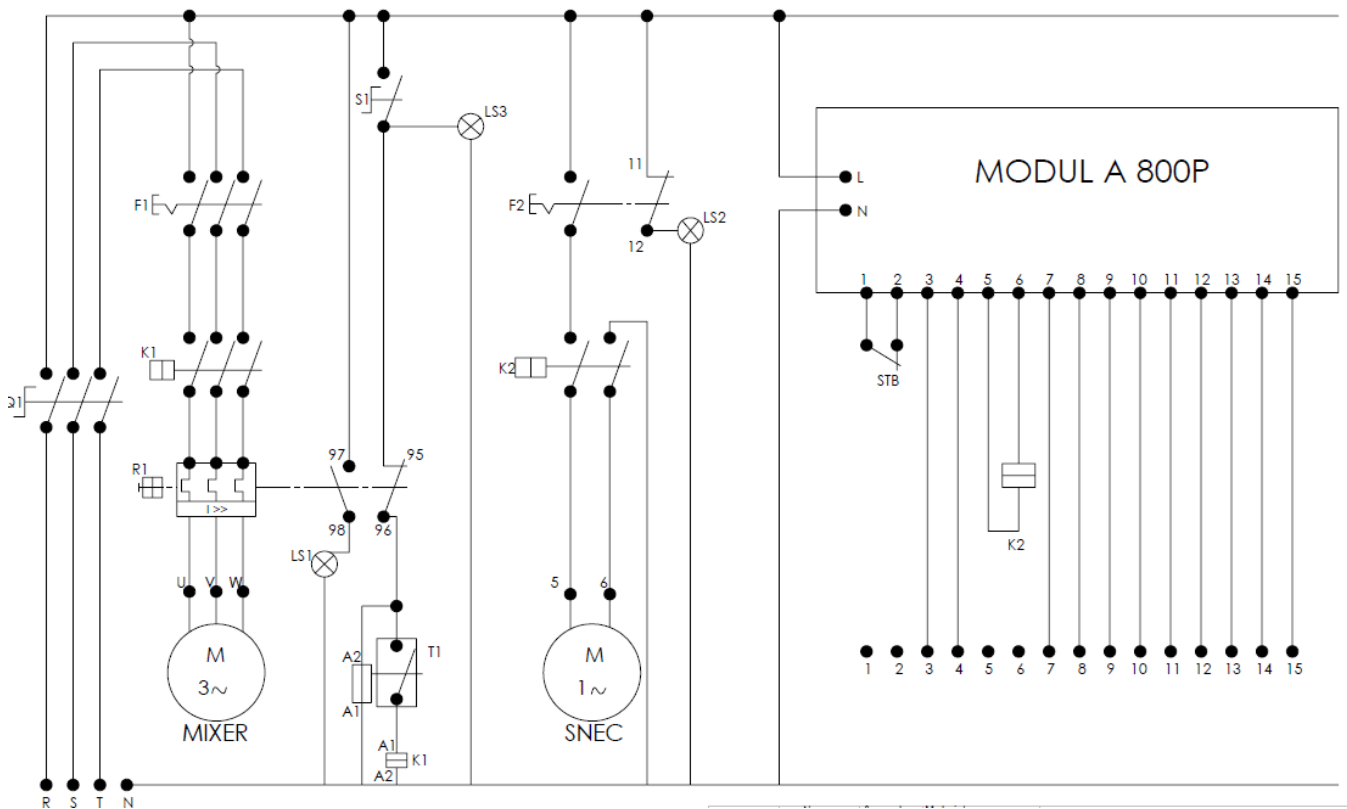 S1
LS3
MODUL A 800P
11
L
F1
F2
LS2
N
12
1 2 3 4 5 6 7 8 9 10 11 12 13 14 15
K1
K2
STB
Q1
97 95
R1
I >>
98 96
K2
LS1
U V W
5 6
M
3~
MIXER
A2
T1
A1
A1
K1
A2
M
1~
SNEC
1 2 3 4 5 6 7 8 9 10 11 12 13 14 15
R S T N